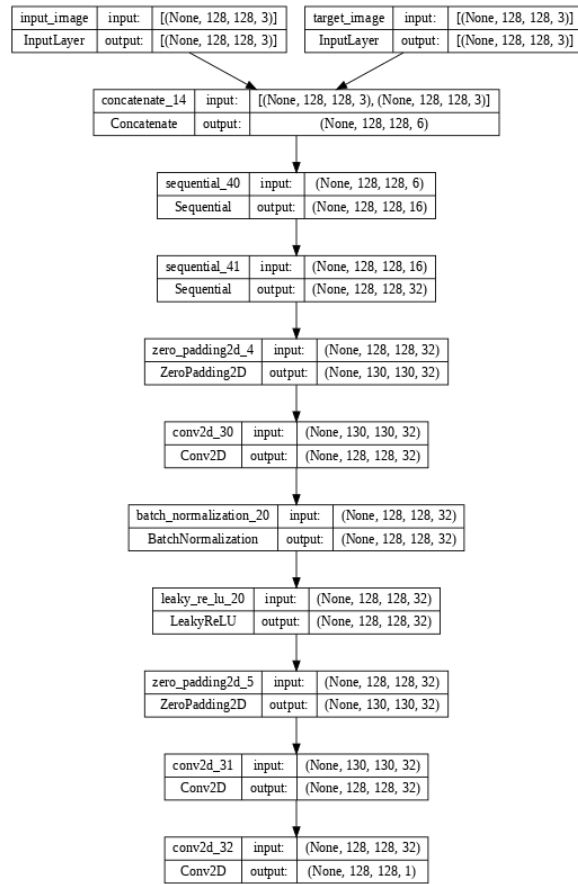 input_image input: [(None, 128, 128, 3)]
InputLayer output: [(None, 128, 128, 3)]
target_image input: [(None, 128, 128, 3)]
InputLayer output: [(None, 128, 128, 3)]
concatenate_14 input: [(None, 128, 128, 3), (None, 128, 128, 3)]
Concatenate output: (None, 128, 128, 6)
sequential_40 input: (None, 128, 128, 6)
Sequential output: (None, 128, 128, 16)
sequential_41 input: (None, 128, 128, 16)
Sequential output: (None, 128, 128, 32)
zero_padding2d_4 input: (None, 128, 128, 32)
ZeroPadding2D output: (None, 130, 130, 32)
conv2d_30 input: (None, 130, 130, 32)
Conv2D output: (None, 128, 128, 32)
batch_normalization_20 input: (None, 128, 128, 32)
BatchNormalization output: (None, 128, 128, 32)
leaky_re_lu_20 input: (None, 128, 128, 32)
LeakyReLU output: (None, 128, 128, 32)
zero_padding2d_5 input: (None, 128, 128, 32)
ZeroPadding2D output: (None, 130, 130, 32)
conv2d_31 input: (None, 130, 130, 32)
Conv2D output: (None, 128, 128, 32)
conv2d_32 input: (None, 128, 128, 32)
Conv2D output: (None, 128, 128, 1)